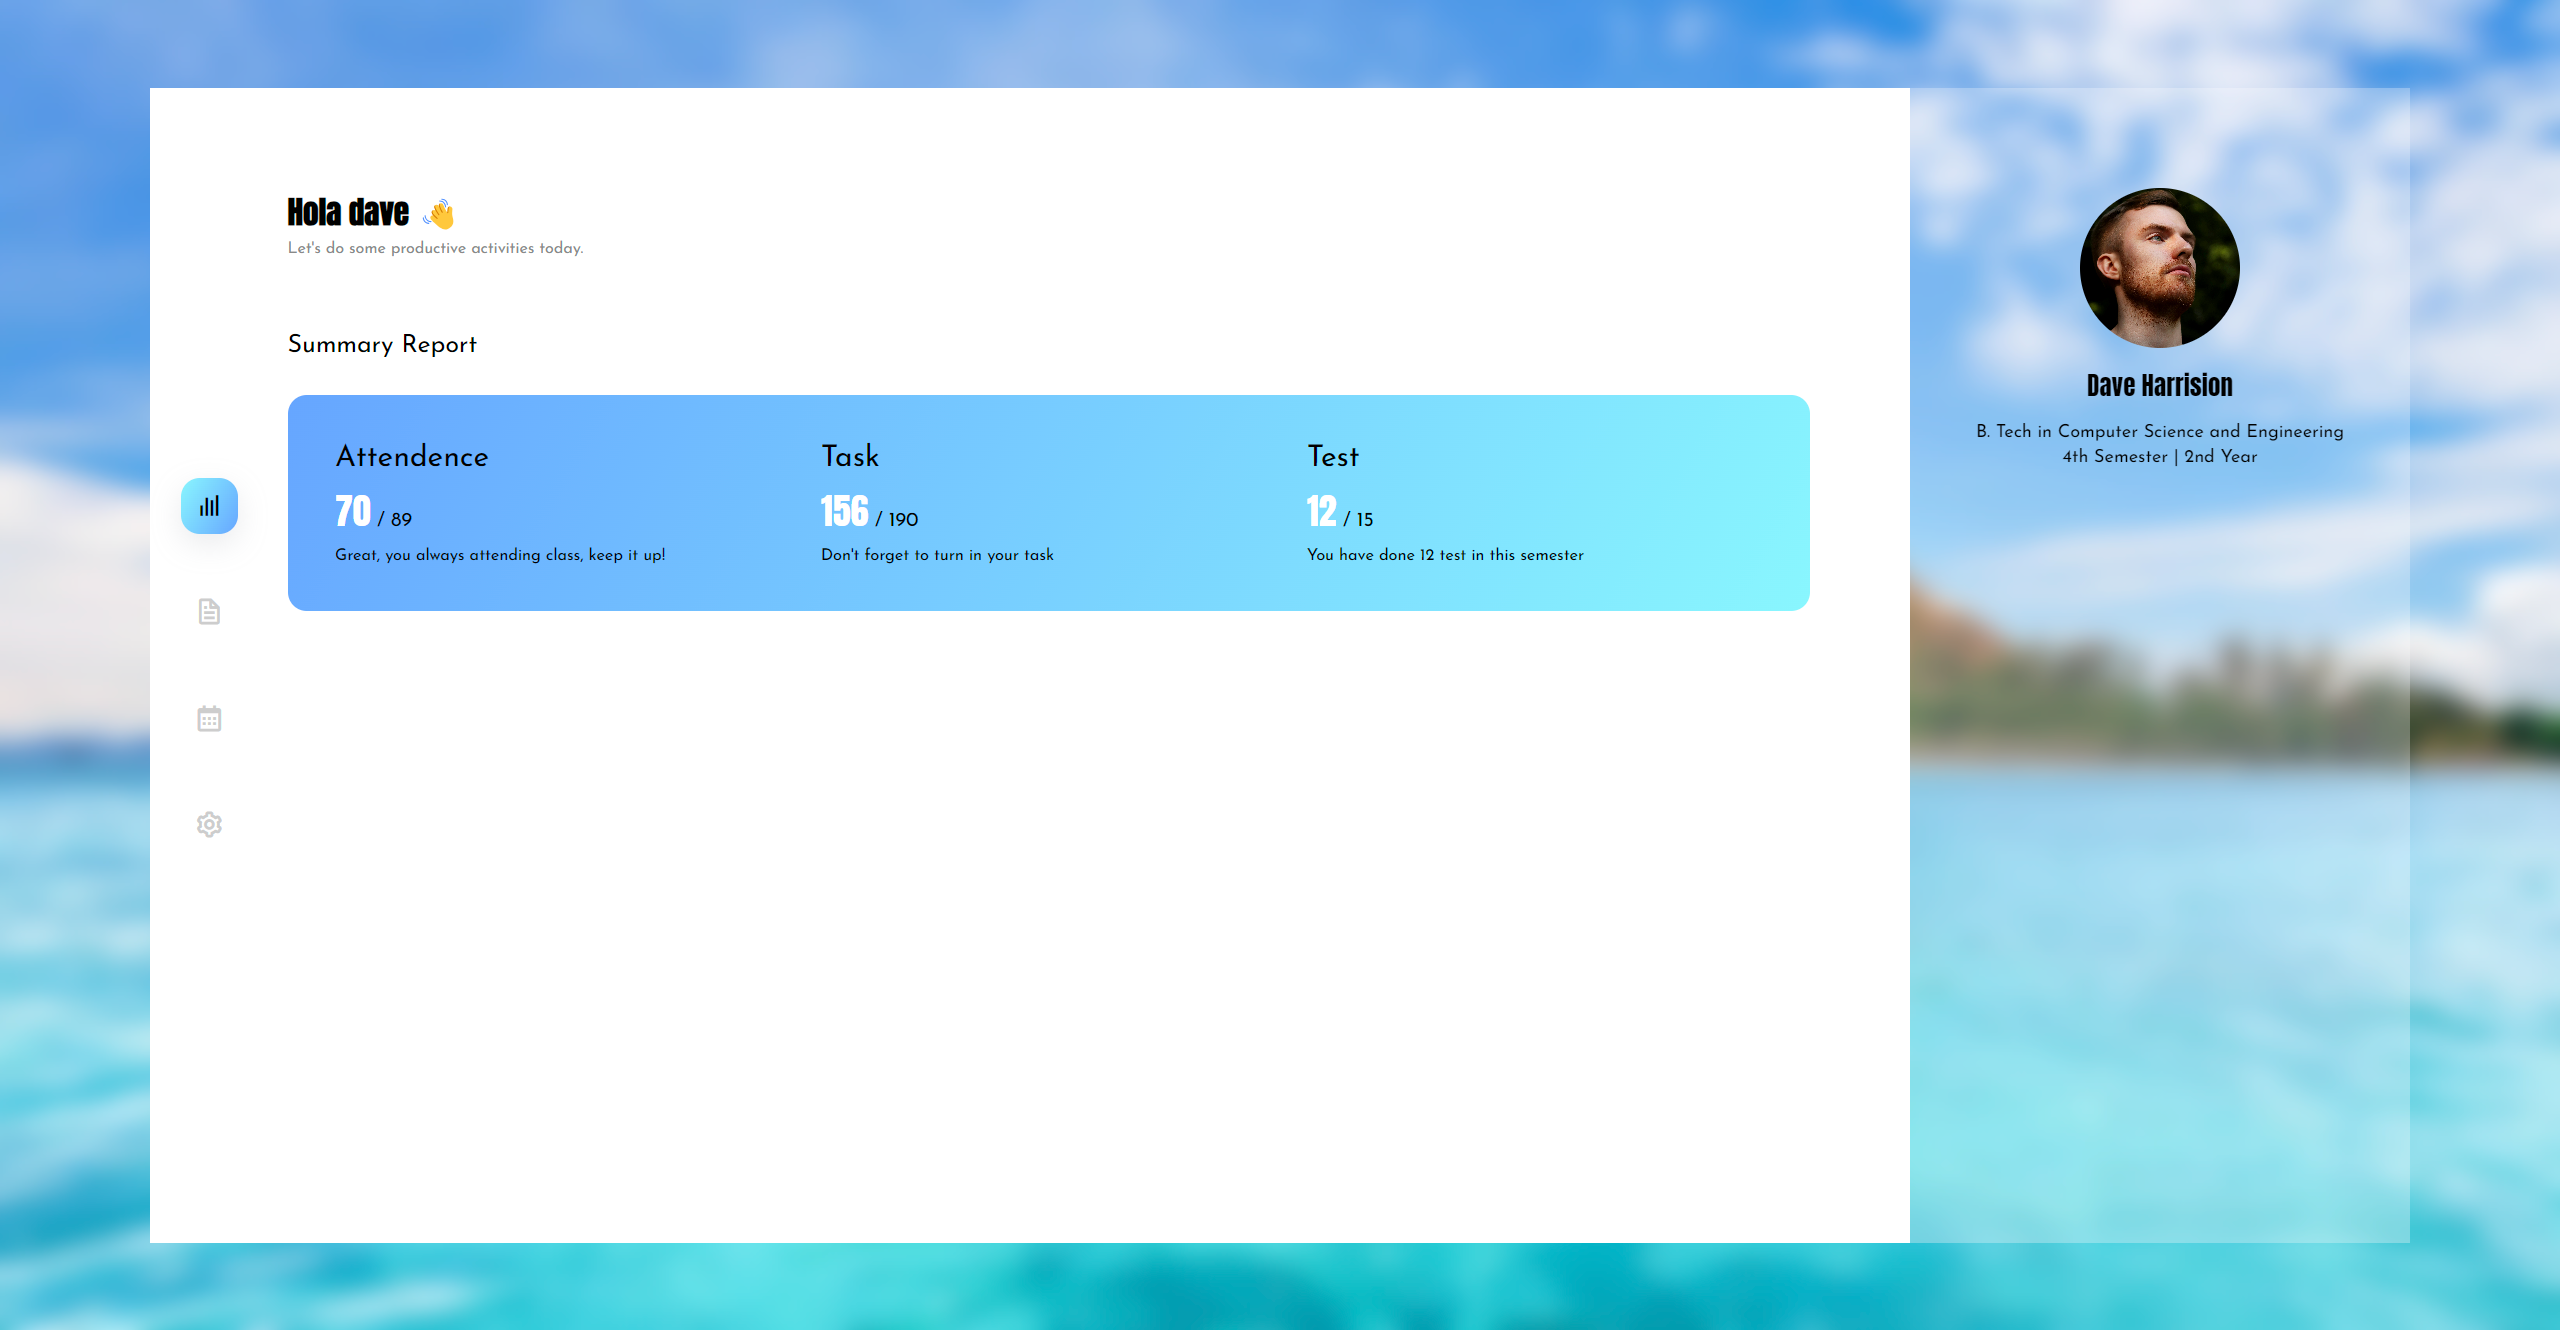 Hola dave 👋
Let's do some productive activities today.
Summary Report
Attendence
70 / 89
Great, you always attending class, keep it up!
Task
156 / 190
Don't forget to turn in your task
Test
12 / 15
You have done 12 test in this semester
Dave Harrision
B. Tech in Computer Science and Engineering
4th Semester | 2nd Year